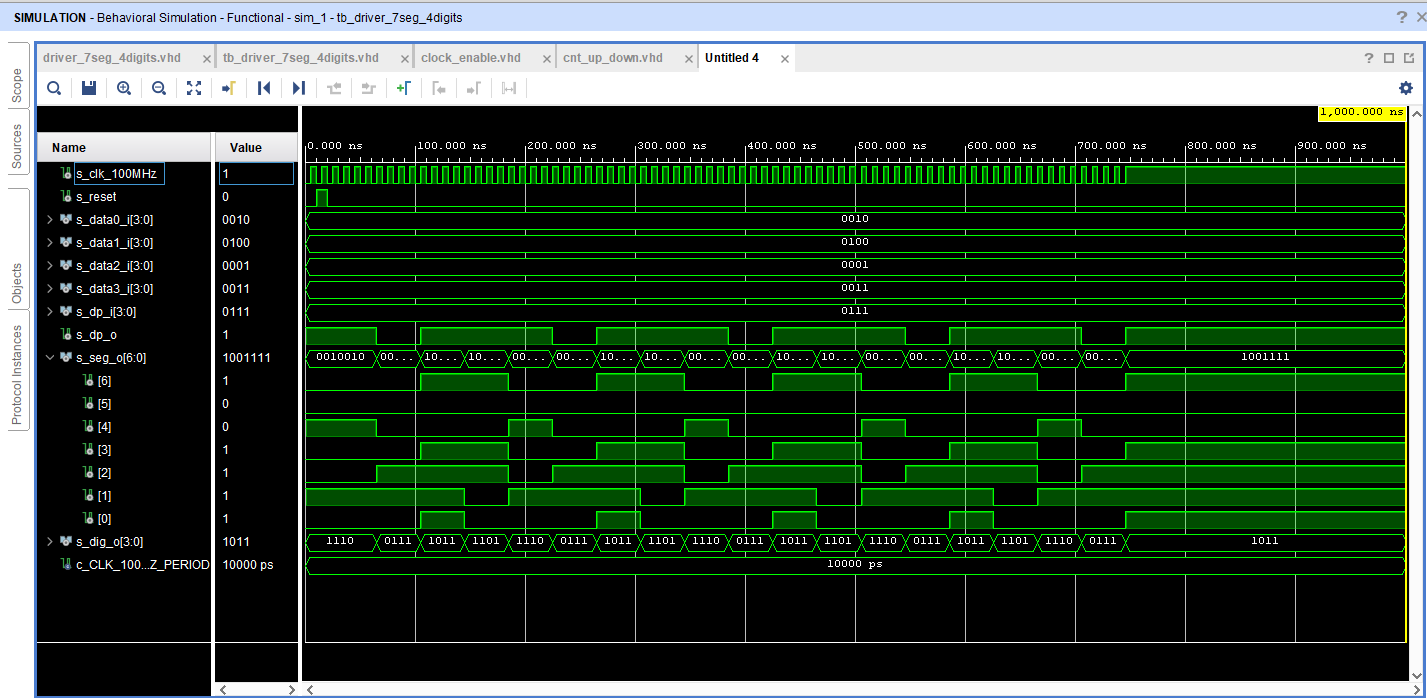 SIMULATION - Behavioral Simulation - Functional - sim_1 - tb_driver_7seg_4digits
driver_7seg_4digits.vhd tb_driver_7seg_4digits.vhd clock_enable.vhd cnt_up_down.vhd Untitled 4
Scope
Sources
Objects
Protocol Instances
1,000.000 ns
Name Value 0.000 ns 100.000 ns 200.000 ns 300.000 ns 400.000 ns 500.000 ns 600.000 ns 700.000 ns 800.000 ns 900.000 ns
s_clk_100MHz 1
s_reset 0
s_data0_i[3:0] 0010 0010
s_data1_i[3:0] 0100 0100
s_data2_i[3:0] 0001 0001
s_data3_i[3:0] 0011 0011
s_dp_i[3:0] 0111 0111
s_dp_o 1
s_seg_o[6:0] 1001111 0010010 00... 10... 10... 00... 00... 10... 10... 00... 00... 10... 10... 00... 00... 10... 10... 00... 00... 1001111
[6] 1
[5] 0
[4] 0
[3] 1
[2] 1
[1] 1
[0] 1
s_dig_o[3:0] 1011 1110 0111 1011 1101 1110 0111 1011 1101 1110 0111 1011 1101 1110 0111 1011 1101 1110 0111 1011
c_CLK_100...Z_PERIOD 10000 ps 10000 ps